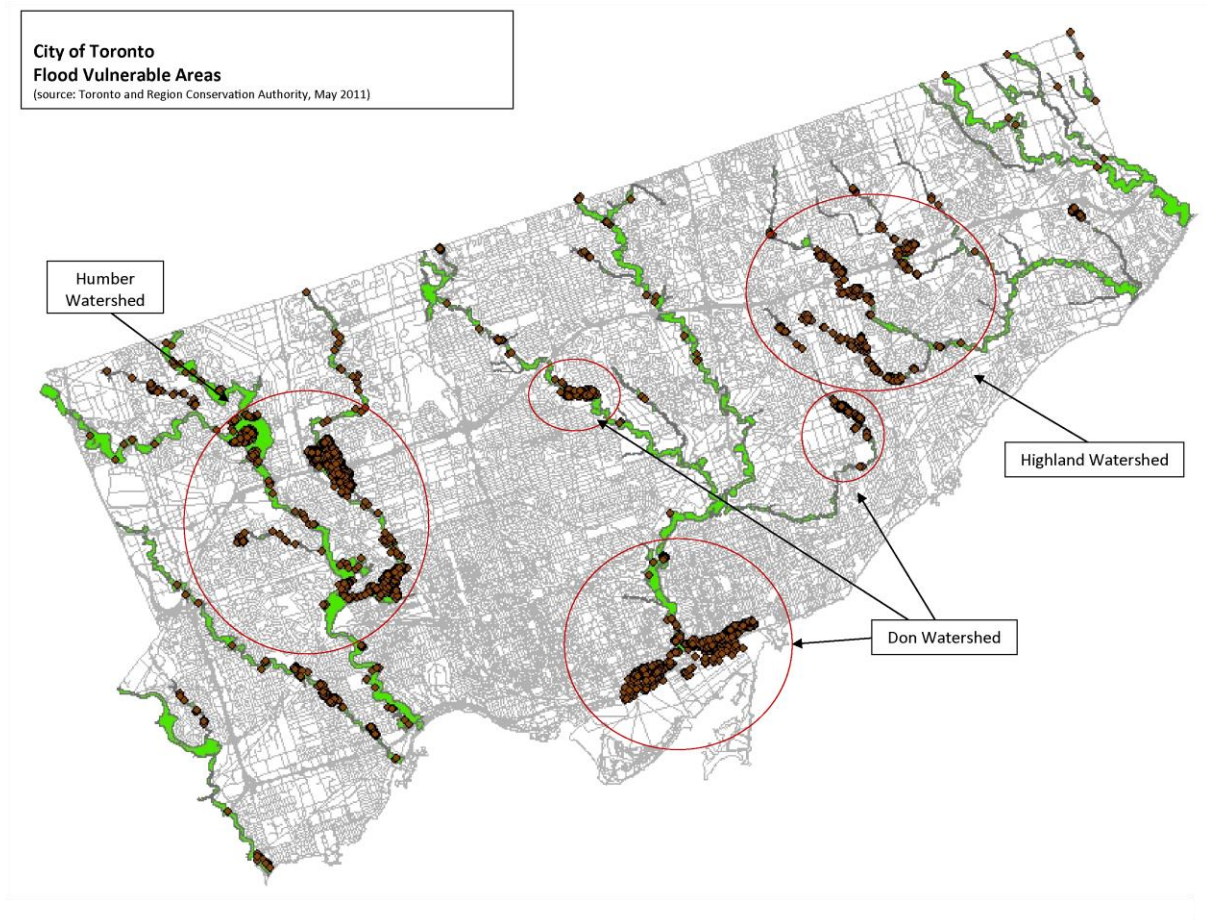 City of Toronto
Flood Vulnerable Areas
(source: Toronto and Region Conservation Authority, May 2011)
Humber
Watershed
Highland Watershed
Don Watershed